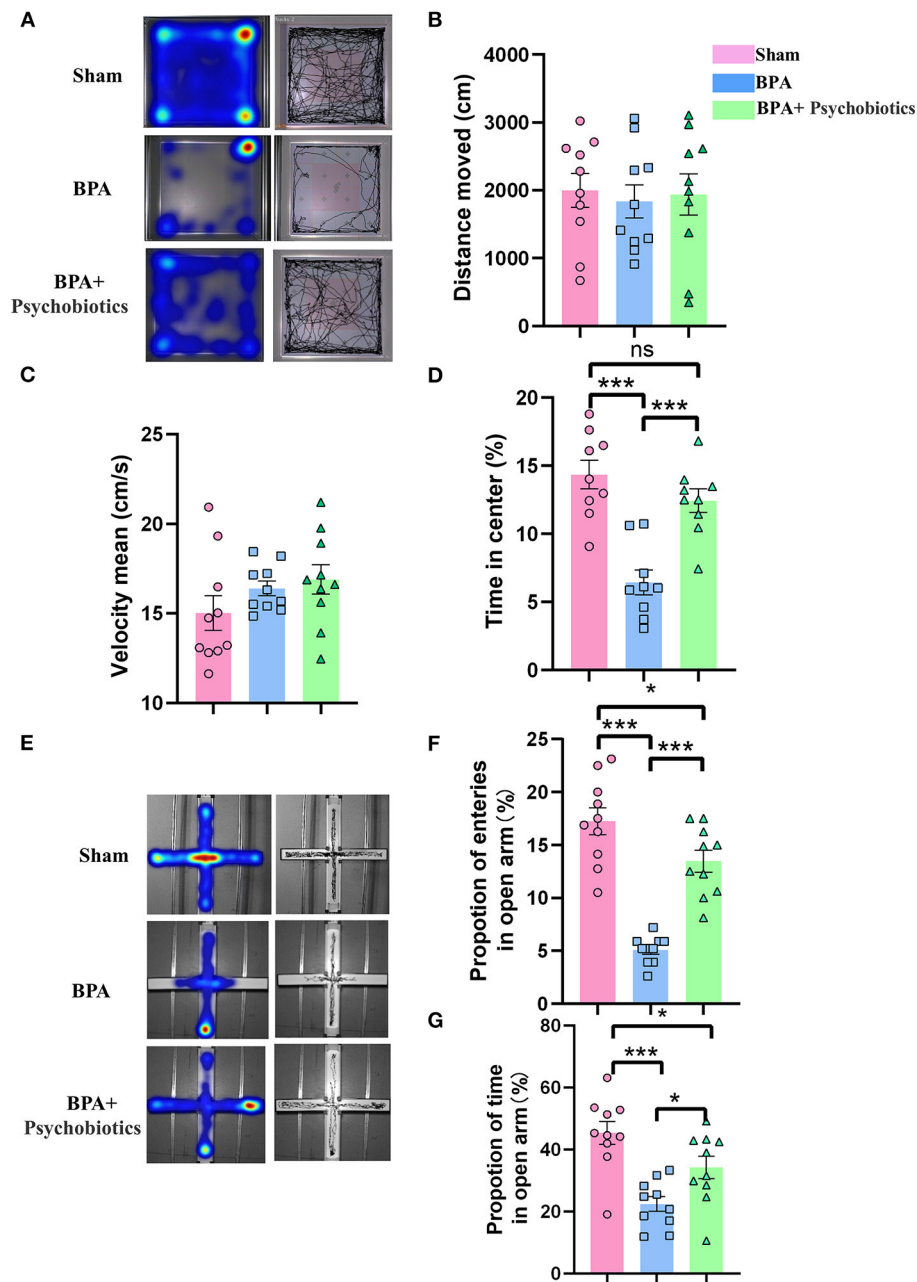 A
Sham
BPA
BPA+
Psychobiotics
B
Distance moved (cm)
4000
3000
2000
1000
0
Sham
BPA
BPA+ Psychobiotics
C
Velocity mean (cm/s)
25
20
15
10
D
Time in center (%)
20
15
10
5
0
ns
***
***
E
Sham
BPA
BPA+
Psychobiotics
F
Propotion of enteries
in open arm (%)
25
20
15
10
5
0
*
***
***
G
Propotion of time
in open arm (%)
80
60
40
20
0
*
***
*